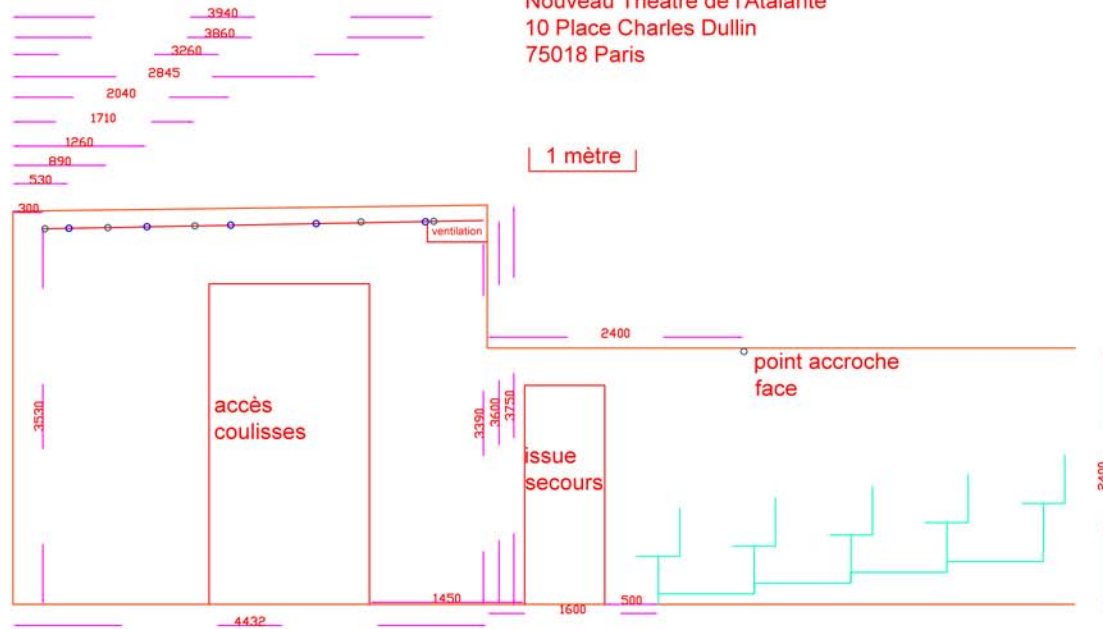 3940
Nouveau Théâtre de l'Atalante
3860
10 Place Charles Dullin
3260
75018 Paris
2845
2040
1710
1260
1 mètre
890
530
300
ventilation
2400
point accroche
face
accès
coulisses
3530
3390
3600
3750
issue
secours
2400
1450
1600
500
4432